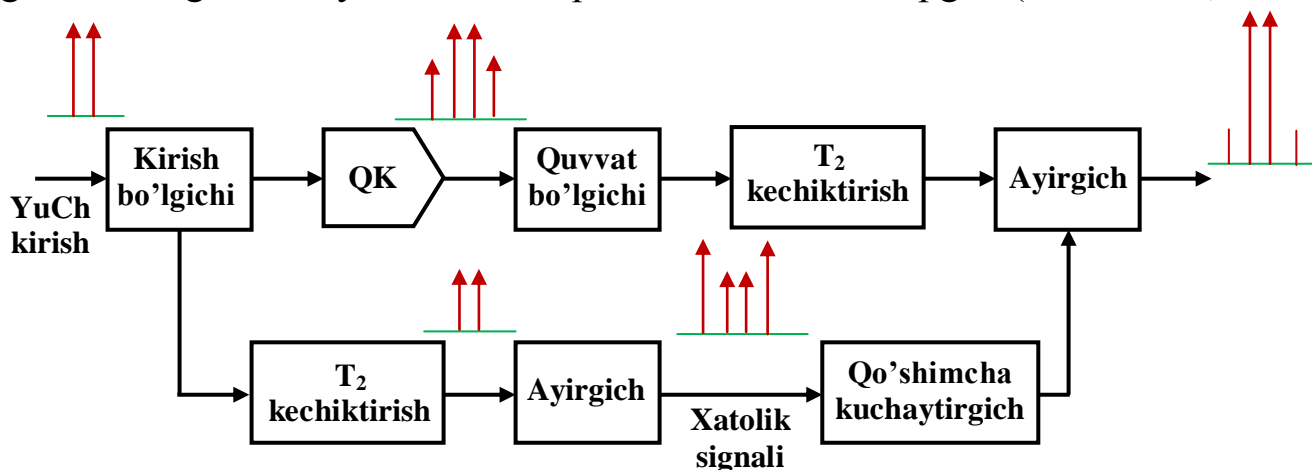 Kirish
bo’lgichi
QK
Quvvat
bo’lgichi
T₂
kechiktirish
Ayirgich
YuCh
kirish
T₂
kechiktirish
Ayirgich
Xatolik
signali
Qo’shimcha
kuchaytirgich